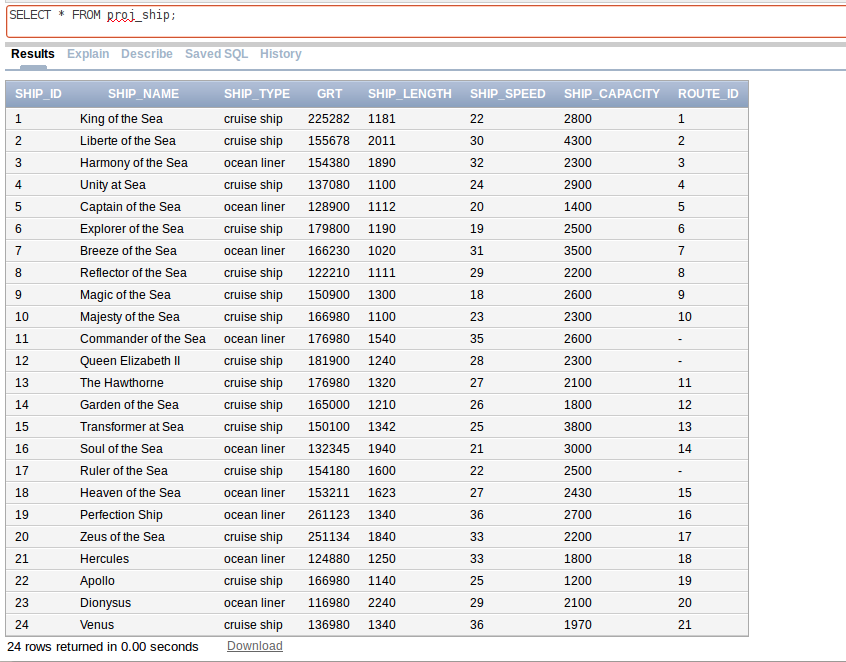 SELECT * FROM proj_ship;
Results Explain Describe Saved SQL History
SHIP_ID SHIP_NAME SHIP_TYPE GRT SHIP_LENGTH SHIP_SPEED SHIP_CAPACITY ROUTE_ID
1 King of the Sea cruise ship 225282 1181 22 2800 1
2 Liberte of the Sea cruise ship 155678 2011 30 4300 2
3 Harmony of the Sea ocean liner 154380 1890 32 2300 3
4 Unity at Sea cruise ship 137080 1100 24 2900 4
5 Captain of the Sea ocean liner 128900 1112 20 1400 5
6 Explorer of the Sea cruise ship 179800 1190 19 2500 6
7 Breeze of the Sea ocean liner 166230 1020 31 3500 7
8 Reflector of the Sea cruise ship 122210 1111 29 2200 8
9 Magic of the Sea cruise ship 150900 1300 18 2600 9
10 Majesty of the Sea cruise ship 166980 1100 23 2300 10
11 Commander of the Sea ocean liner 176980 1540 35 2600 -
12 Queen Elizabeth II cruise ship 181900 1240 28 2300 -
13 The Hawthorne cruise ship 176980 1320 27 2100 11
14 Garden of the Sea cruise ship 165000 1210 26 1800 12
15 Transformer at Sea cruise ship 150100 1342 25 3800 13
16 Soul of the Sea ocean liner 132345 1940 21 3000 14
17 Ruler of the Sea cruise ship 154180 1600 22 2500 -
18 Heaven of the Sea ocean liner 153211 1623 27 2430 15
19 Perfection Ship ocean liner 261123 1340 36 2700 16
20 Zeus of the Sea cruise ship 251134 1840 33 2200 17
21 Hercules ocean liner 124880 1250 33 1800 18
22 Apollo cruise ship 166980 1140 25 1200 19
23 Dionysus ocean liner 116980 2240 29 2100 20
24 Venus cruise ship 136980 1340 36 1970 21
24 rows returned in 0.00 seconds Download